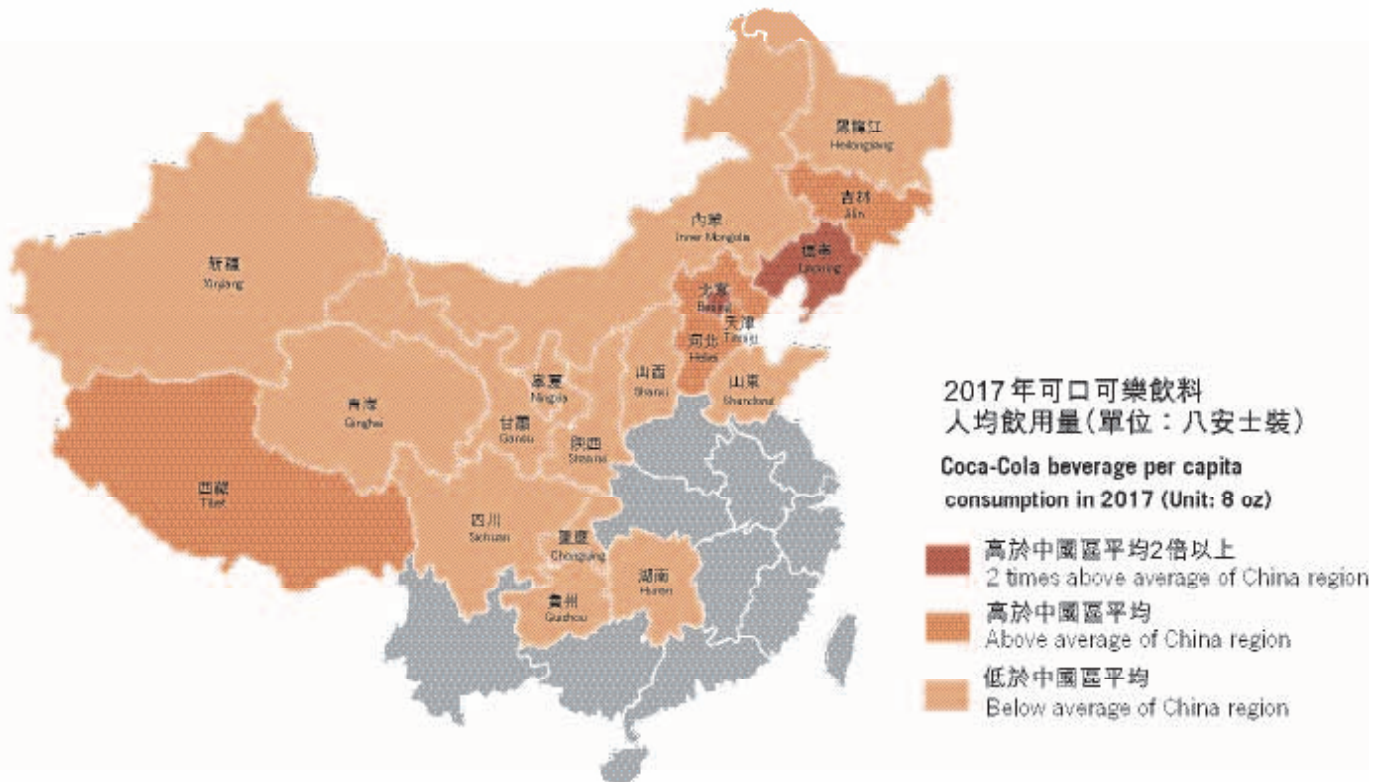 黑龍江
Heilongjiang
吉林
Jilin
內蒙
Inner Mongolia
遼寧
Liaoning
新疆
Xinjiang
北京
Beijing
天津
Tianjin
河北
Hebei
山西
Shanxi
山東
Shandong
寧夏
Ningxia
青海
Qinghai
甘肅
Gansu
陝西
Shaanxi
西藏
Tibet
四川
Sichuan
重慶
Chongqing
湖南
Hunan
貴州
Guizhou
2017年可口可樂飲料
人均飲用量(單位：八安士裝)
Coca-Cola beverage per capita
consumption in 2017 (Unit: 8 oz)
高於中國區平均2倍以上
2 times above average of China region
高於中國區平均
Above average of China region
低於中國區平均
Below average of China region